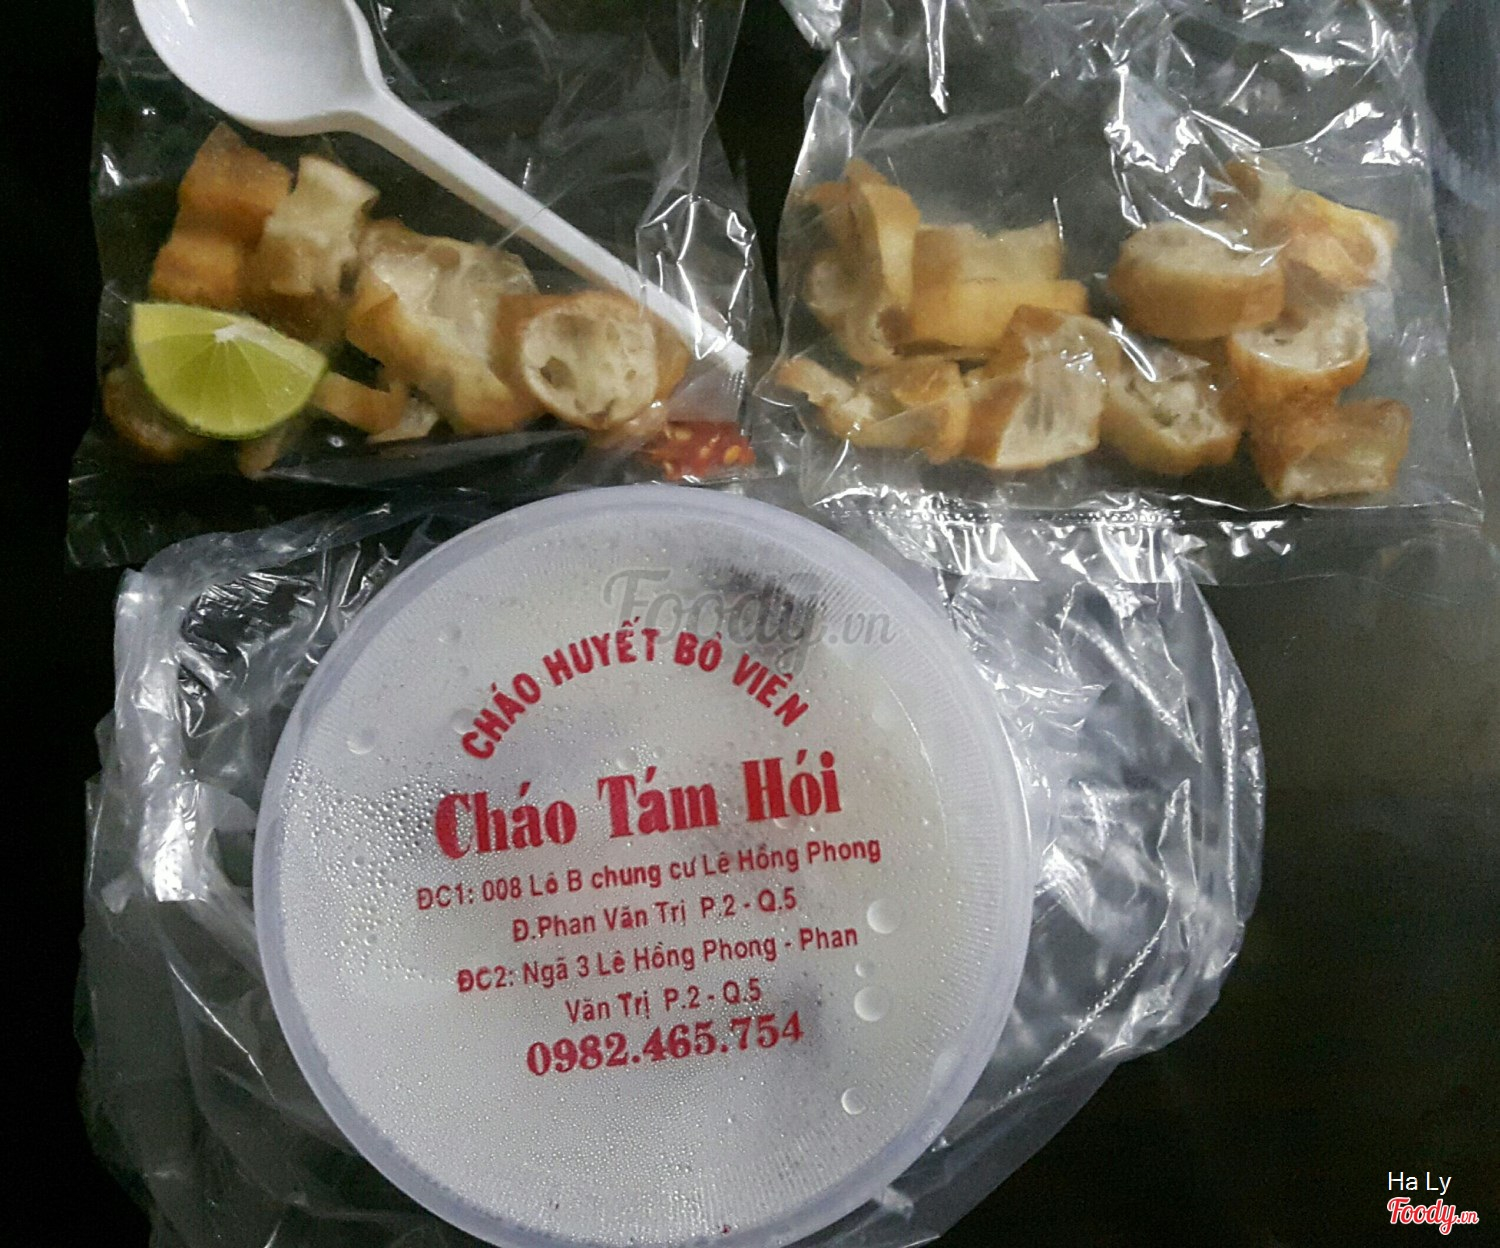 Foody.vn
CHÁO HUYẾT BÒ VIÊN
Cháo Tám Hói
ĐC1: 008 Lô B chung cư Lê Hồng Phong
Đ.Phan Văn Trị P.2 - Q.5
ĐC2: Ngã 3 Lê Hồng Phong - Phan
Văn Trị P.2 - Q.5
0982.465.754
Ha Ly
Foody.vn